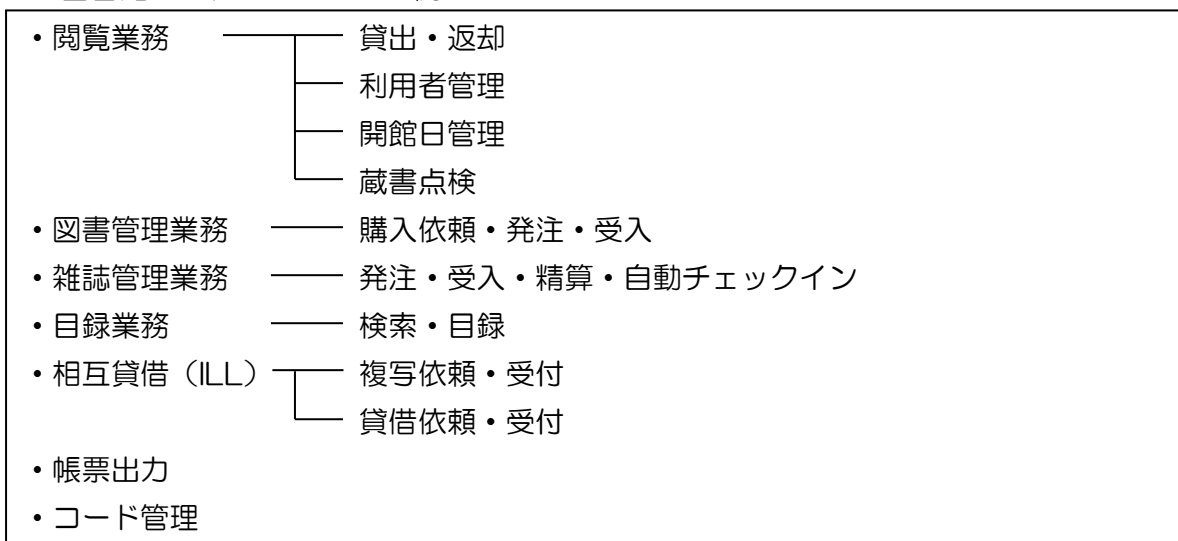 ・閲覧業務 貸出・返却
利用者管理
開館日管理
蔵書点検
・図書管理業務 購入依頼・発注・受入
・雑誌管理業務 発注・受入・精算・自動チェックイン
・目録業務 検索・目録
・相互貸借（ILL） 複写依頼・受付
貸借依頼・受付
・帳票出力
・コード管理